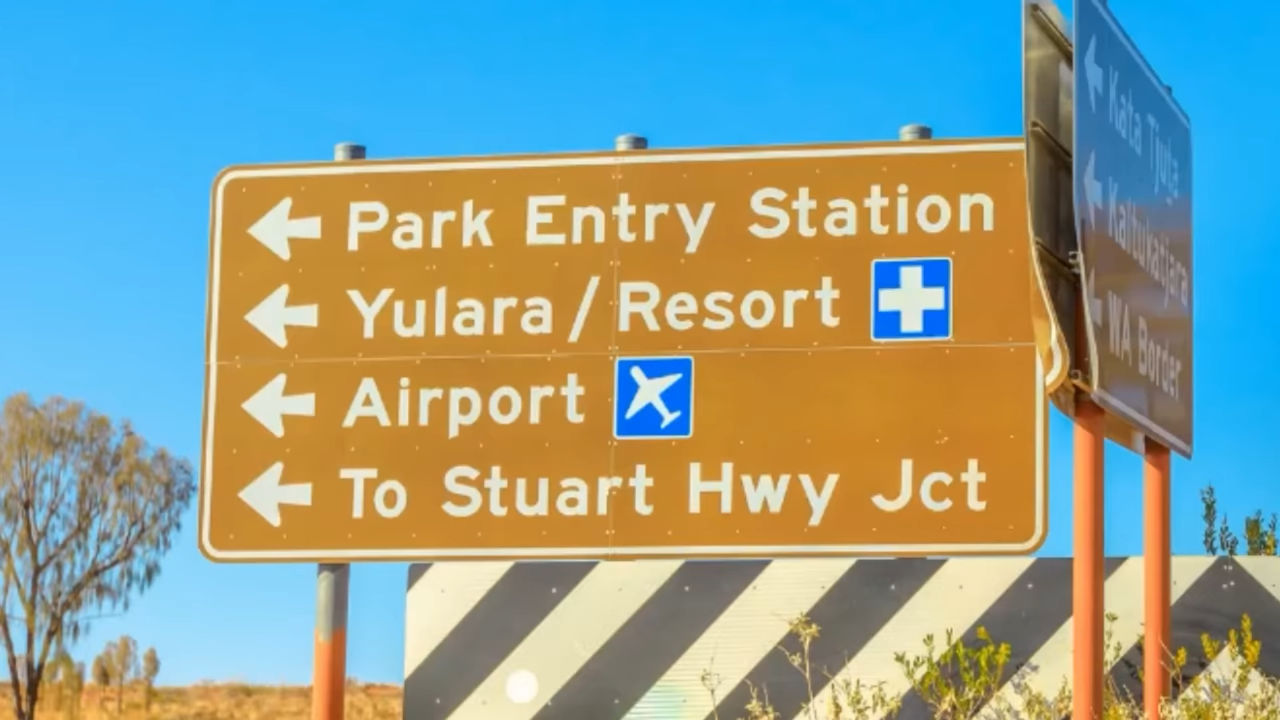 Park Entry Station
Yulara / Resort
Airport
To Stuart Hwy Jct
Kata Tjuta
Kaltukatjara
WA Border